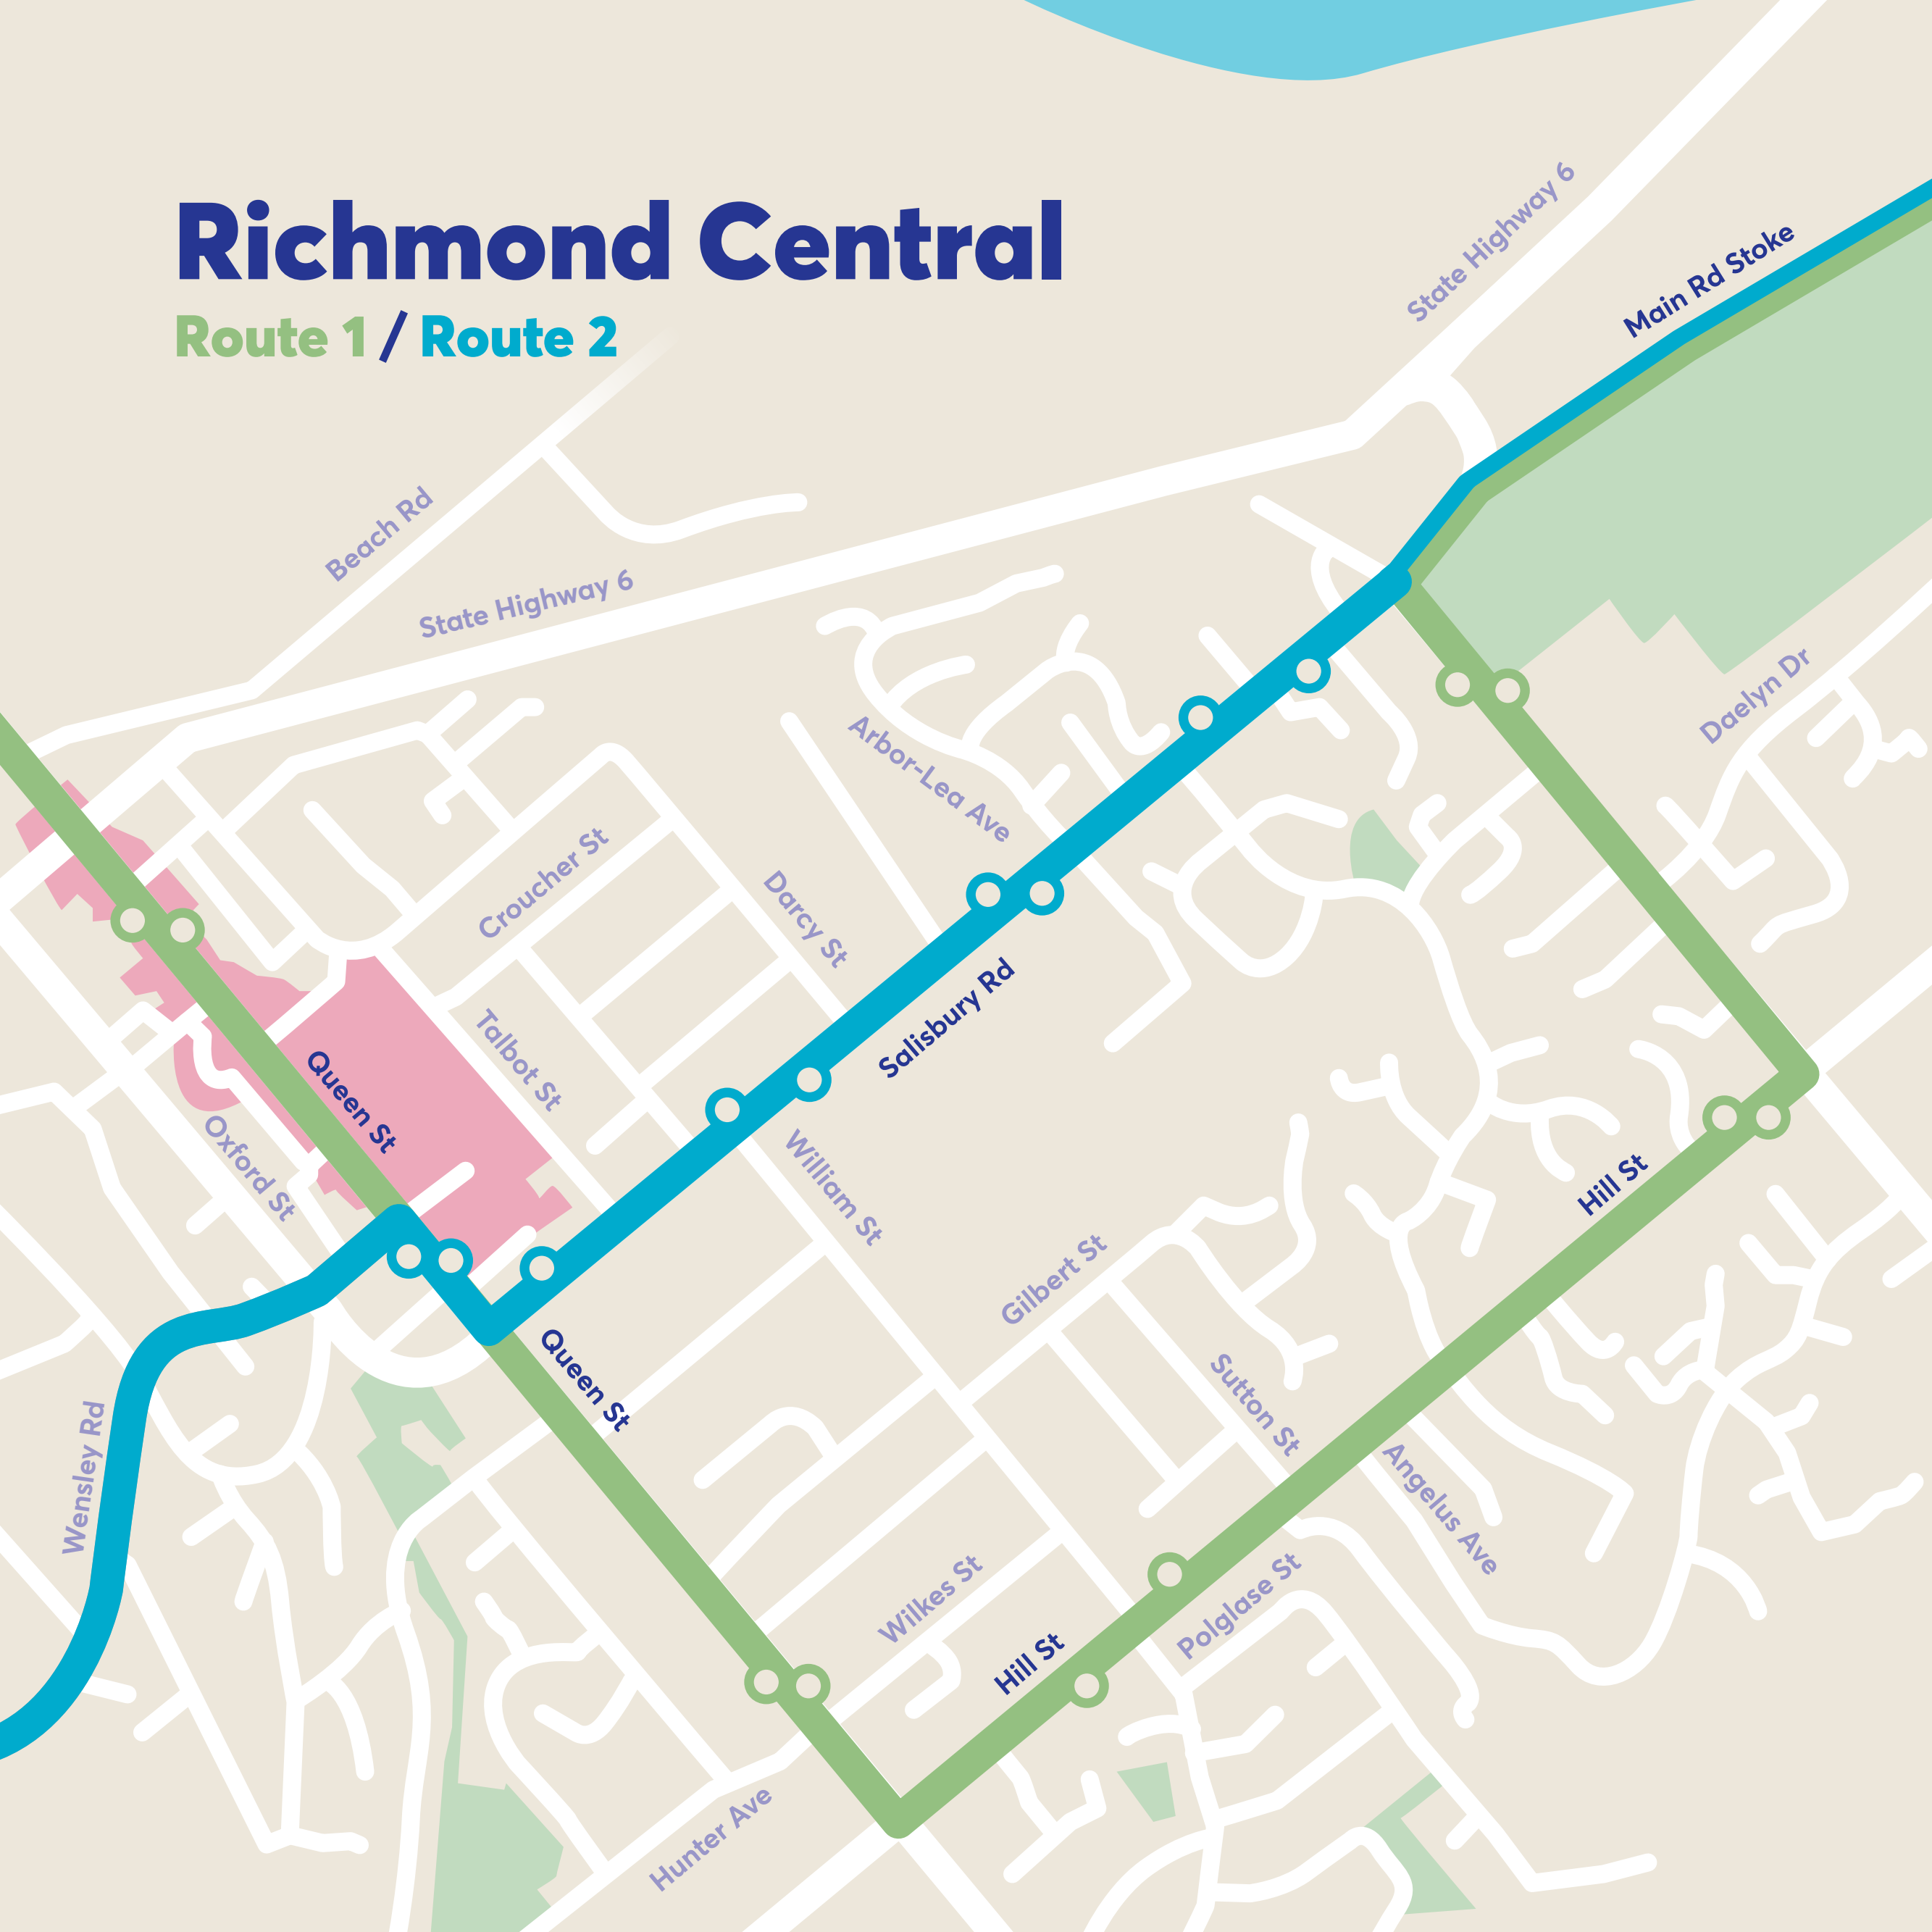 Richmond Central
Route 1 / Route 2
State Highway 6
Main Rd Stoke
Beach Rd
State Highway 6
Daelyn Dr
Arbor-Lea Ave
Croucher St
Darcy St
Salisbury Rd
Talbot St
Queen St
Oxford St
William St
Hill St
Gilbert St
Queen St
Sutton St
Wensley Rd
Angelus Ave
Wilkes St
Polglase St
Hill St
Hunter Ave